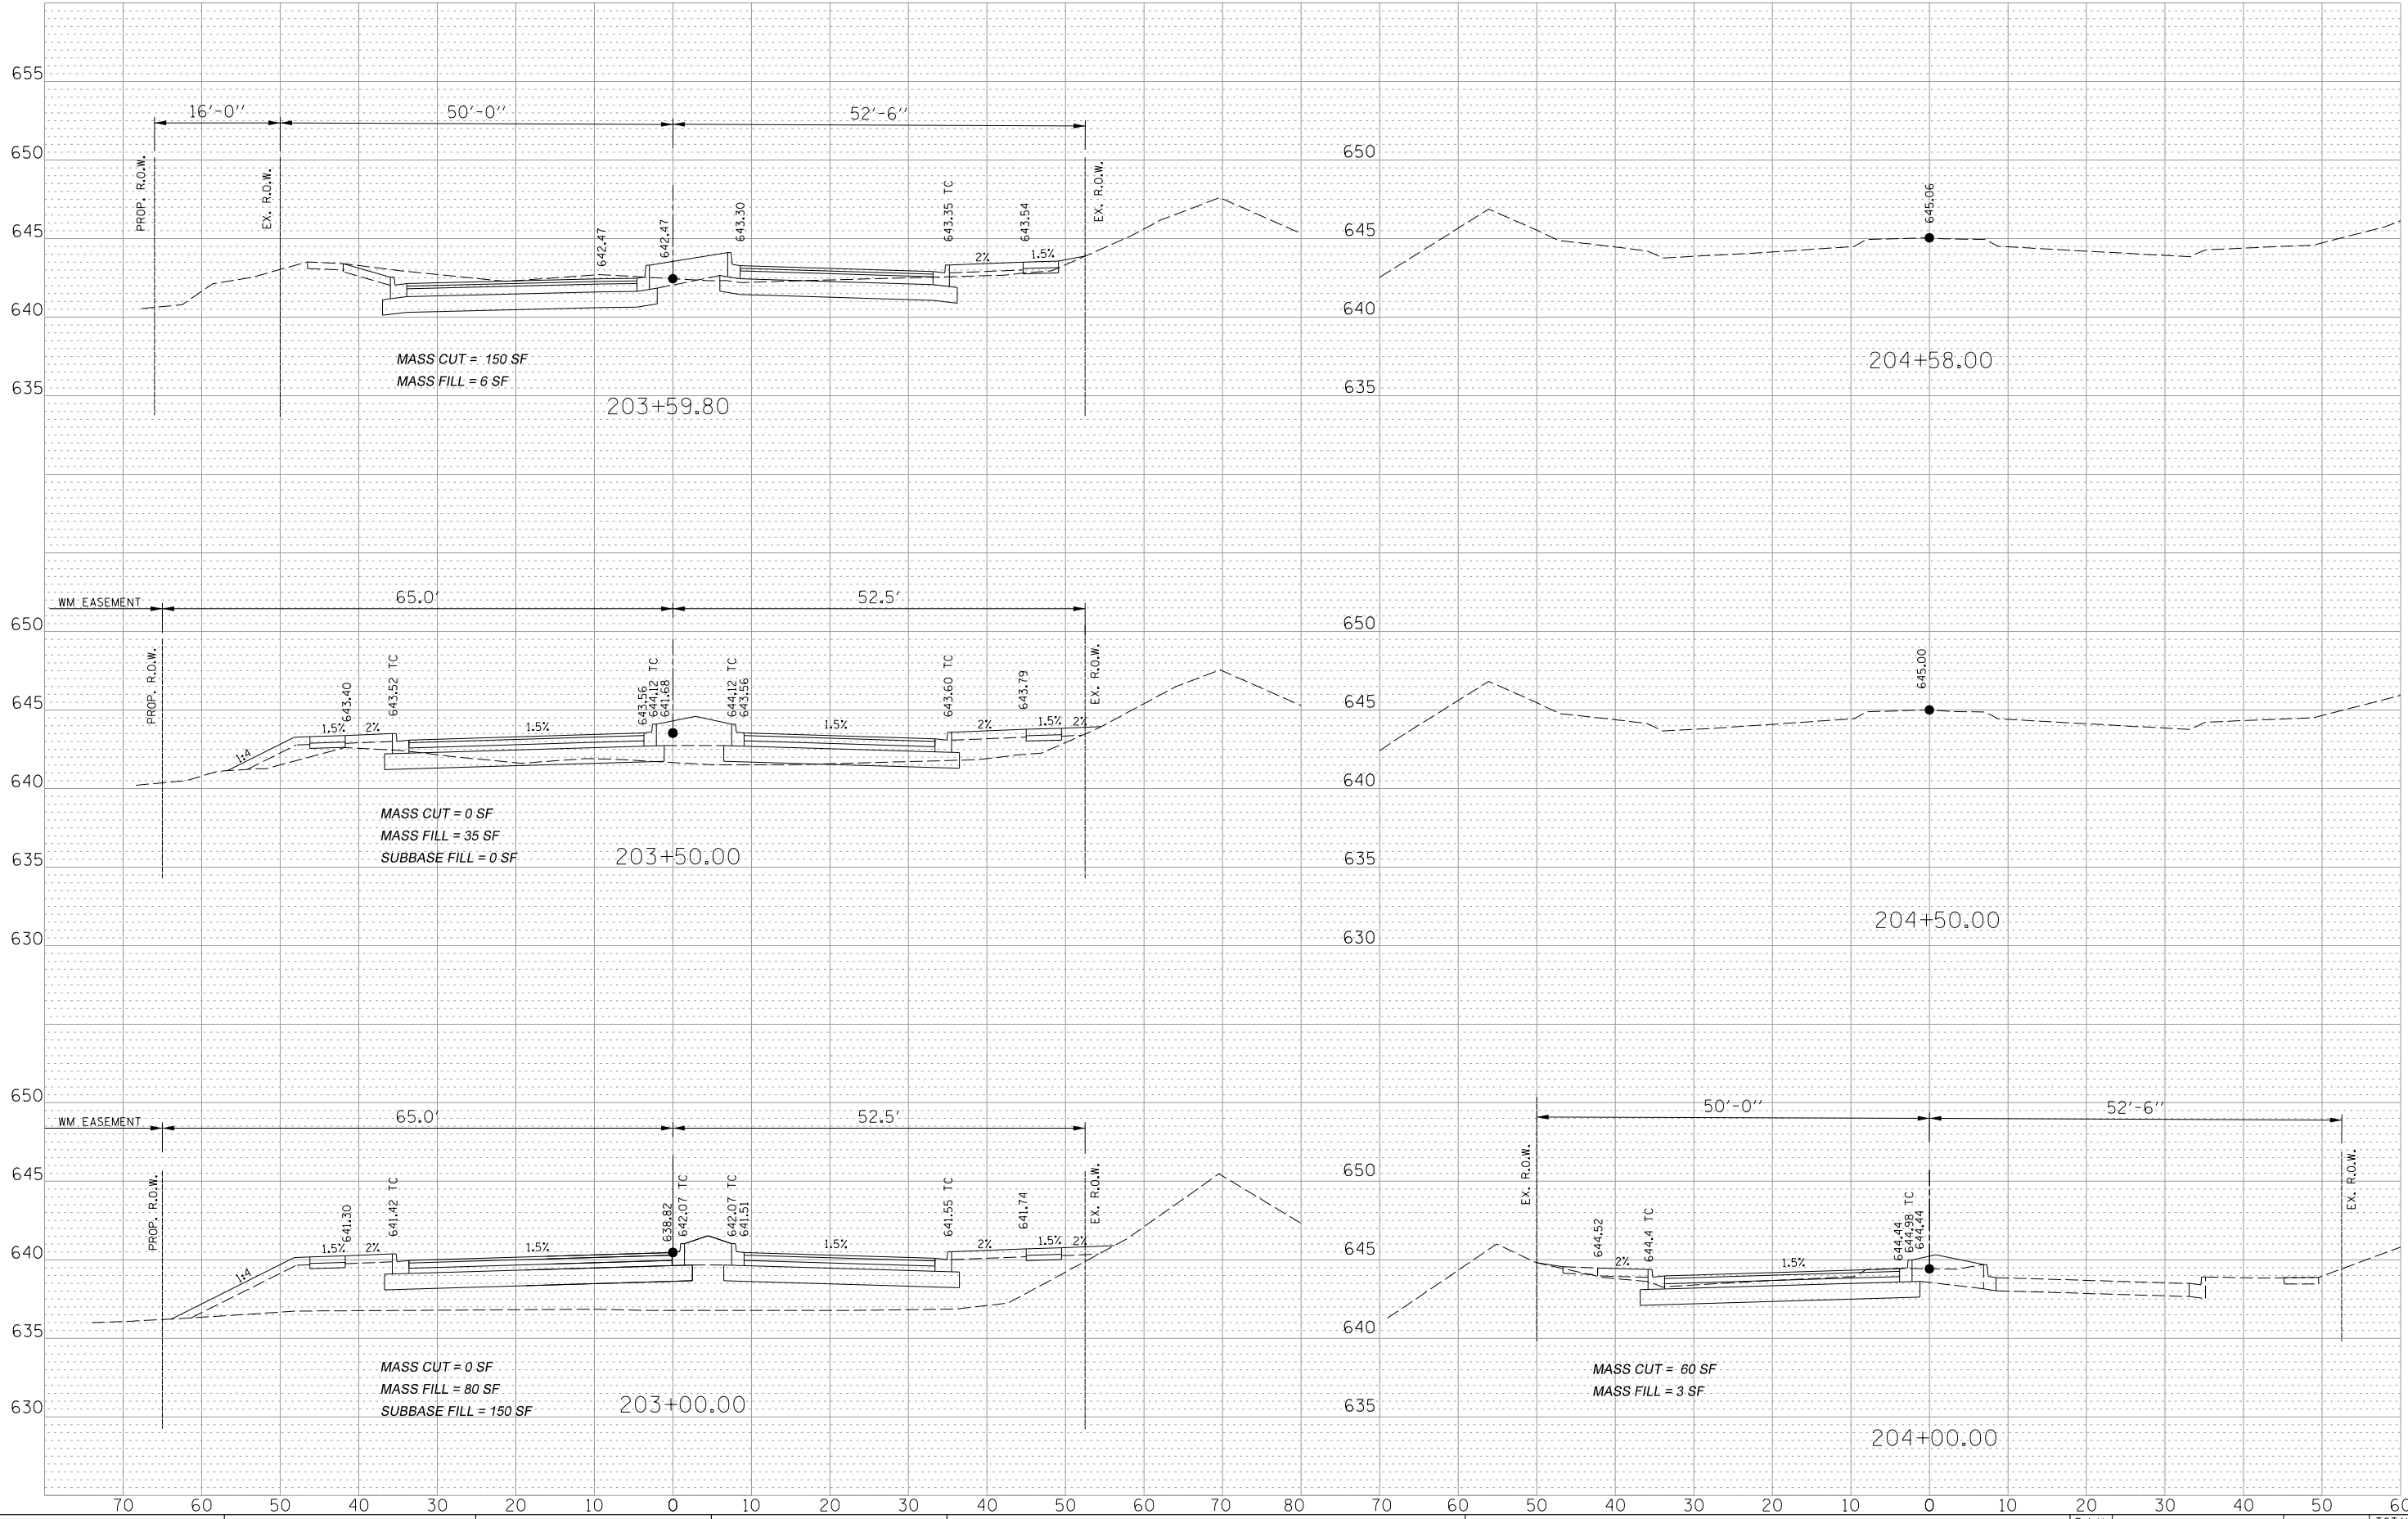 655
16'-0"
50'-0"
52'-6"
650
PROP. R.O.W.
EX. R.O.W.
642.47
642.47
643.30
643.35 TC
643.54
EX. R.O.W.
645
2%
1.5%
640
MASS CUT = 150 SF
MASS FILL = 6 SF
635
203+59.80
650
645.06
645
640
204+58.00
635
WM EASEMENT
65.0'
52.5'
650
PROP. R.O.W.
643.40
643.52 TC
643.56
644.12 TC
641.68
644.12 TC
643.56
643.60 TC
643.79
EX. R.O.W.
645
1:4
1.5%
2%
1.5%
1.5%
2%
1.5%
2%
640
MASS CUT = 0 SF
MASS FILL = 35 SF
SUBBASE FILL = 0 SF
635
203+50.00
630
650
645.00
645
640
635
204+50.00
630
650
WM EASEMENT
65.0'
52.5'
PROP. R.O.W.
645
641.30
641.42 TC
638.82
642.07 TC
642.07 TC
641.51
641.55 TC
641.74
EX. R.O.W.
640
1:4
1.5%
2%
1.5%
1.5%
2%
1.5%
2%
635
MASS CUT = 0 SF
MASS FILL = 80 SF
SUBBASE FILL = 150 SF
630
203+00.00
50'-0"
52'-6"
650
EX. R.O.W.
644.52
644.4 TC
644.44
644.98 TC
644.44
EX. R.O.W.
645
2%
1.5%
640
MASS CUT = 60 SF
MASS FILL = 3 SF
635
204+00.00
70 60 50 40 30 20 10 0 10 20 30 40 50 60 70 80 70 60 50 40 30 20 10 0 10 20 30 40 50 60